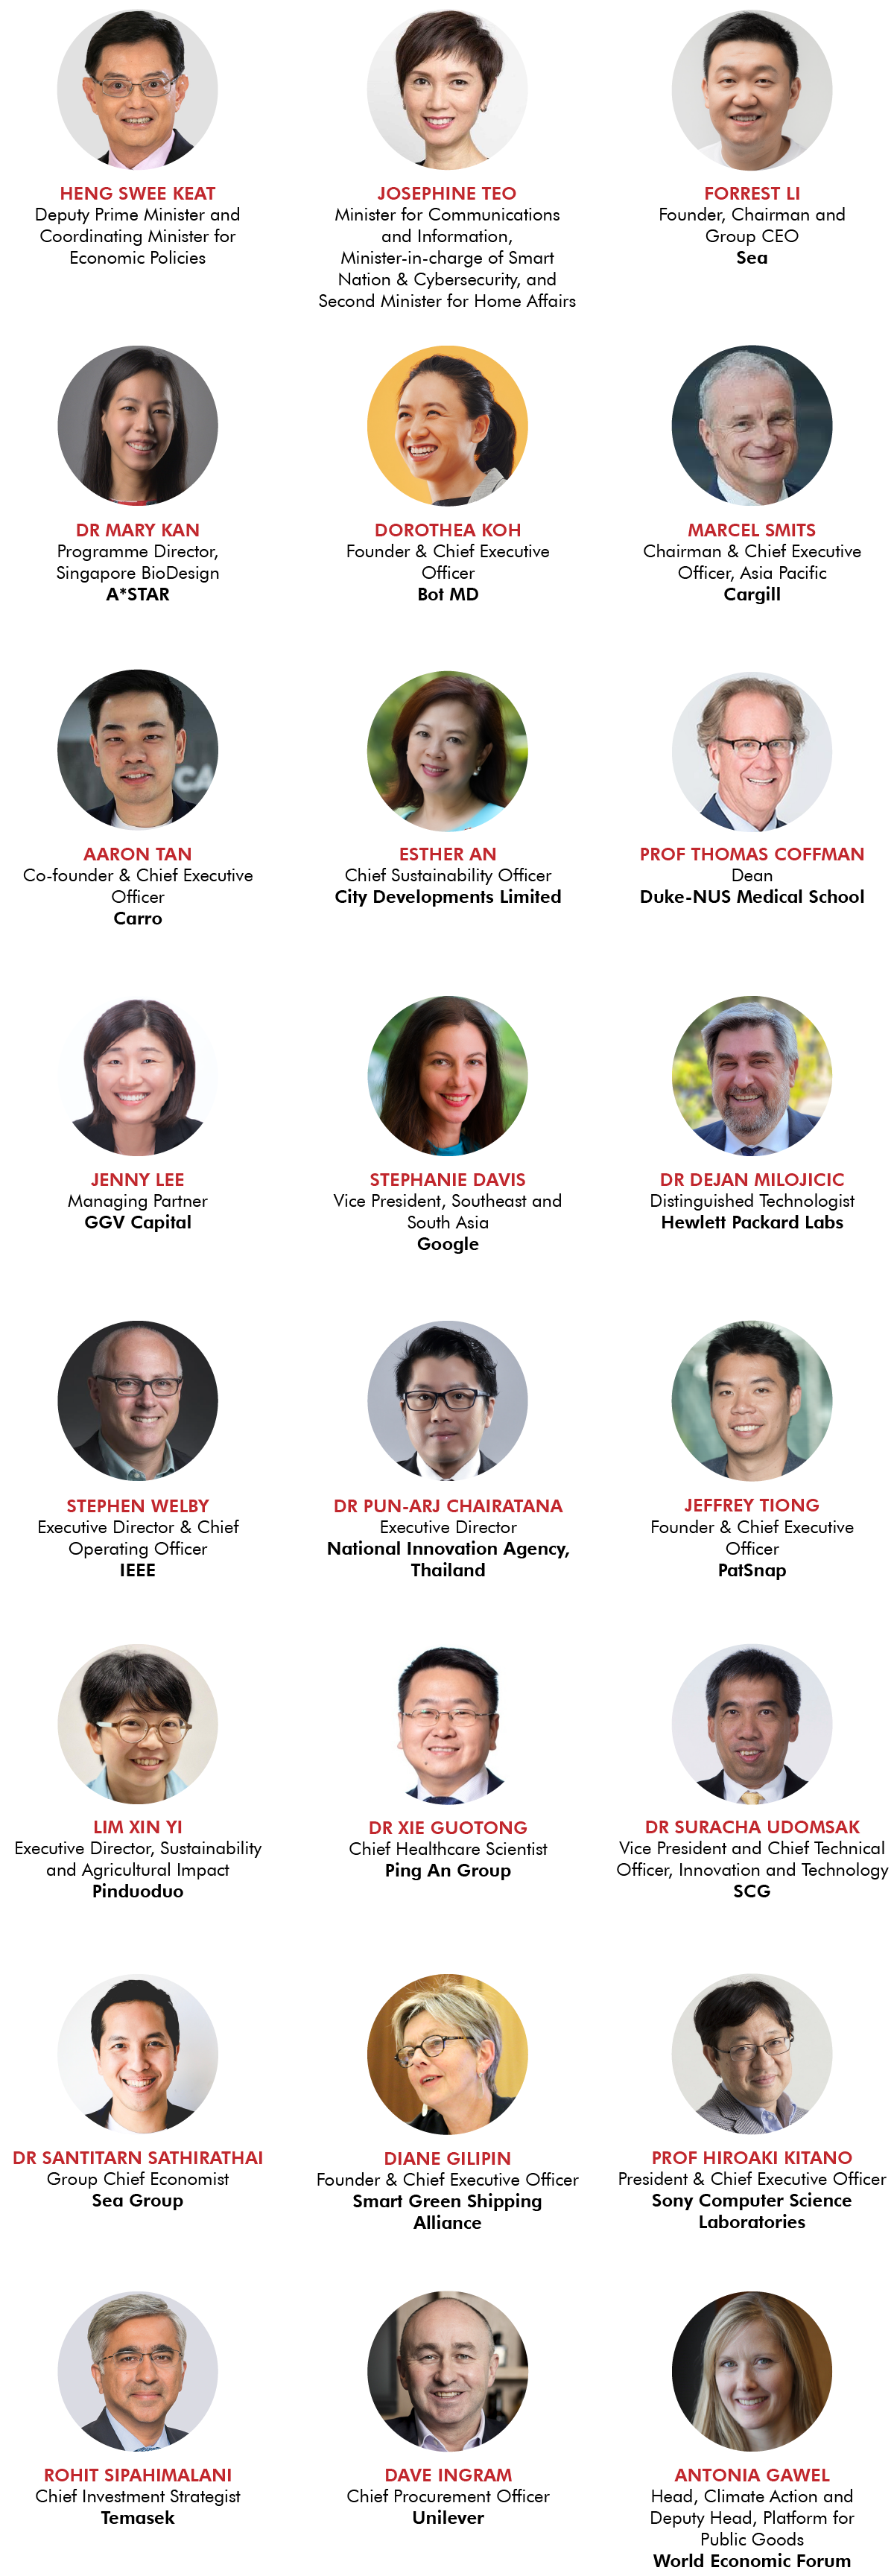 HENG SWEE KEAT
Deputy Prime Minister and
Coordinating Minister for
Economic Policies
JOSEPHINE TEO
Minister for Communications
and Information,
Minister-in-charge of Smart
Nation & Cybersecurity, and
Second Minister for Home Affairs
FORREST LI
Founder, Chairman and
Group CEO
Sea
DR MARY KAN
Programme Director,
Singapore BioDesign
A*STAR
DOROTHEA KOH
Founder & Chief Executive
Officer
Bot MD
MARCEL SMITS
Chairman & Chief Executive
Officer, Asia Pacific
Cargill
CA
AARON TAN
Co-founder & Chief Executive
Officer
Carro
ESTHER AN
Chief Sustainability Officer
City Developments Limited
PROF THOMAS COFFMAN
Dean
Duke-NUS Medical School
JENNY LEE
Managing Partner
GGV Capital
STEPHANIE DAVIS
Vice President, Southeast and
South Asia
Google
DR DEJAN MILOJICIC
Distinguished Technologist
Hewlett Packard Labs
STEPHEN WELBY
Executive Director & Chief
Operating Officer
IEEE
DR PUN-ARJ CHAIRATANA
Executive Director
National Innovation Agency,
Thailand
JEFFREY TIONG
Founder & Chief Executive
Officer
PatSnap
LIM XIN YI
Executive Director, Sustainability
and Agricultural Impact
Pinduoduo
DR XIE GUOTONG
Chief Healthcare Scientist
Ping An Group
DR SURACHA UDOMSAK
Vice President and Chief Technical
Officer, Innovation and Technology
SCG
DR SANTITARN SATHIRATHAI
Group Chief Economist
Sea Group
DIANE GILIPIN
Founder & Chief Executive Officer
Smart Green Shipping
Alliance
PROF HIROAKI KITANO
President & Chief Executive Officer
Sony Computer Science
Laboratories
ROHIT SIPAHIMALANI
Chief Investment Strategist
Temasek
DAVE INGRAM
Chief Procurement Officer
Unilever
ANTONIA GAWEL
Head, Climate Action and
Deputy Head, Platform for
Public Goods
World Economic Forum